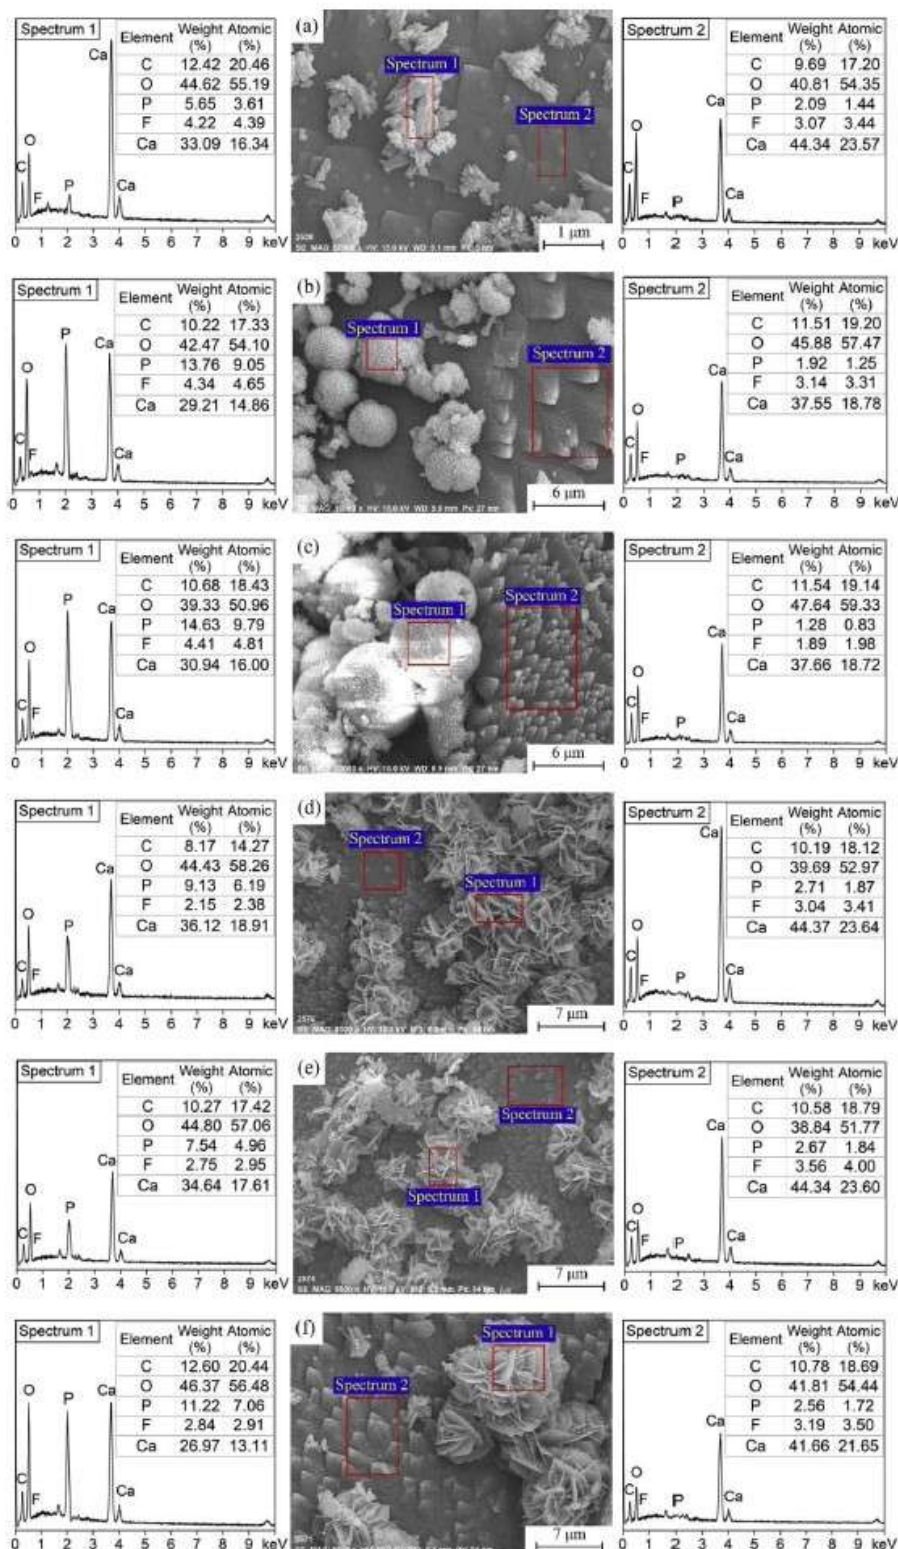 Spectrum 1
Element Weight (%) Atomic (%)
C 12.42 20.46
O 44.62 55.19
P 5.65 3.61
F 4.22 4.39
Ca 33.09 16.34
Ca
O
C
F
P
Ca
0 1 2 3 4 5 6 7 8 9 keV
(a)
Spectrum 1
Spectrum 2
1 μm
Spectrum 2
Element Weight (%) Atomic (%)
C 9.69 17.20
O 40.81 54.35
P 2.09 1.44
F 3.07 3.44
Ca 44.34 23.57
Ca
O
C
F
P
Ca
0 1 2 3 4 5 6 7 8 9 keV
Spectrum 1
Element Weight (%) Atomic (%)
C 10.22 17.33
O 42.47 54.10
P 13.76 9.05
F 4.34 4.65
Ca 29.21 14.86
P
Ca
O
C
F
Ca
0 1 2 3 4 5 6 7 8 9 keV
(b)
Spectrum 1
Spectrum 2
6 μm
Spectrum 2
Element Weight (%) Atomic (%)
C 11.51 19.20
O 45.88 57.47
P 1.92 1.25
F 3.14 3.31
Ca 37.55 18.78
Ca
O
C
F
P
Ca
0 1 2 3 4 5 6 7 8 9 keV
Spectrum 1
Element Weight (%) Atomic (%)
C 10.68 18.43
O 39.33 50.96
P 14.63 9.79
F 4.41 4.81
Ca 30.94 16.00
P
Ca
O
C
F
Ca
0 1 2 3 4 5 6 7 8 9 keV
(c)
Spectrum 1
Spectrum 2
6 μm
Spectrum 2
Element Weight (%) Atomic (%)
C 11.54 19.14
O 47.64 59.33
P 1.28 0.83
F 1.89 1.98
Ca 37.66 18.72
Ca
O
C
F
P
Ca
0 1 2 3 4 5 6 7 8 9 keV
Spectrum 1
Element Weight (%) Atomic (%)
C 8.17 14.27
O 44.43 58.26
P 9.13 6.19
F 2.15 2.38
Ca 36.12 18.91
Ca
O
P
C
F
Ca
0 1 2 3 4 5 6 7 8 9 keV
(d)
Spectrum 2
Spectrum 1
7 μm
Spectrum 2
Element Weight (%) Atomic (%)
C 10.19 18.12
O 39.69 52.97
P 2.71 1.87
F 3.04 3.41
Ca 44.37 23.64
Ca
O
C
F
P
Ca
0 1 2 3 4 5 6 7 8 9 keV
Spectrum 1
Element Weight (%) Atomic (%)
C 10.27 17.42
O 44.80 57.06
P 7.54 4.96
F 2.75 2.95
Ca 34.64 17.61
Ca
O
P
C
F
Ca
0 1 2 3 4 5 6 7 8 9 keV
(e)
Spectrum 2
Spectrum 1
7 μm
Spectrum 2
Element Weight (%) Atomic (%)
C 10.58 18.79
O 38.84 51.77
P 2.67 1.84
F 3.56 4.00
Ca 44.34 23.60
Ca
O
C
F
P
Ca
0 1 2 3 4 5 6 7 8 9 keV
Spectrum 1
Element Weight (%) Atomic (%)
C 12.60 20.44
O 46.37 56.48
P 11.22 7.06
F 2.84 2.91
Ca 26.97 13.11
O
P
Ca
C
F
Ca
0 1 2 3 4 5 6 7 8 9 keV
(f)
Spectrum 1
Spectrum 2
7 μm
Spectrum 2
Element Weight (%) Atomic (%)
C 10.78 18.69
O 41.81 54.44
P 2.56 1.72
F 3.19 3.50
Ca 41.66 21.65
Ca
O
C
F
P
Ca
0 1 2 3 4 5 6 7 8 9 keV